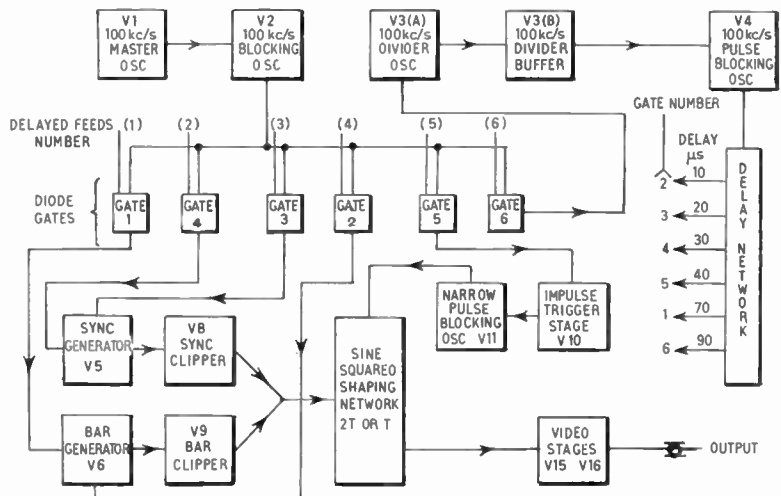 V1
100kc/s
MASTER
OSC
V2
100kc/s
BLOCKING
OSC
V3(A)
100kc/s
DIVIDER
OSC
V3(B)
100kc/s
DIVIDER
BUFFER
V4
100kc/s
PULSE
BLOCKING
OSC
GATE NUMBER
DELAYED FEEDS
NUMBER
(1)
(2)
(3)
(4)
(5)
(6)
DELAY
µs
DIODE
GATES
GATE
1
GATE
4
GATE
3
GATE
2
GATE
5
GATE
6
2 10
3 20
4 30
5 40
1 70
6 90
DELAY NETWORK
SYNC
GENERATOR
V5
V8
SYNC
CLIPPER
SINE
SQUARED
SHAPING
NETWORK
2T OR T
NARROW
PULSE
BLOCKING
OSC V11
IMPULSE
TRIGGER
STAGE
V10
BAR
GENERATOR
V6
V9
BAR
CLIPPER
VIDEO
STAGES
V15 V16
OUTPUT